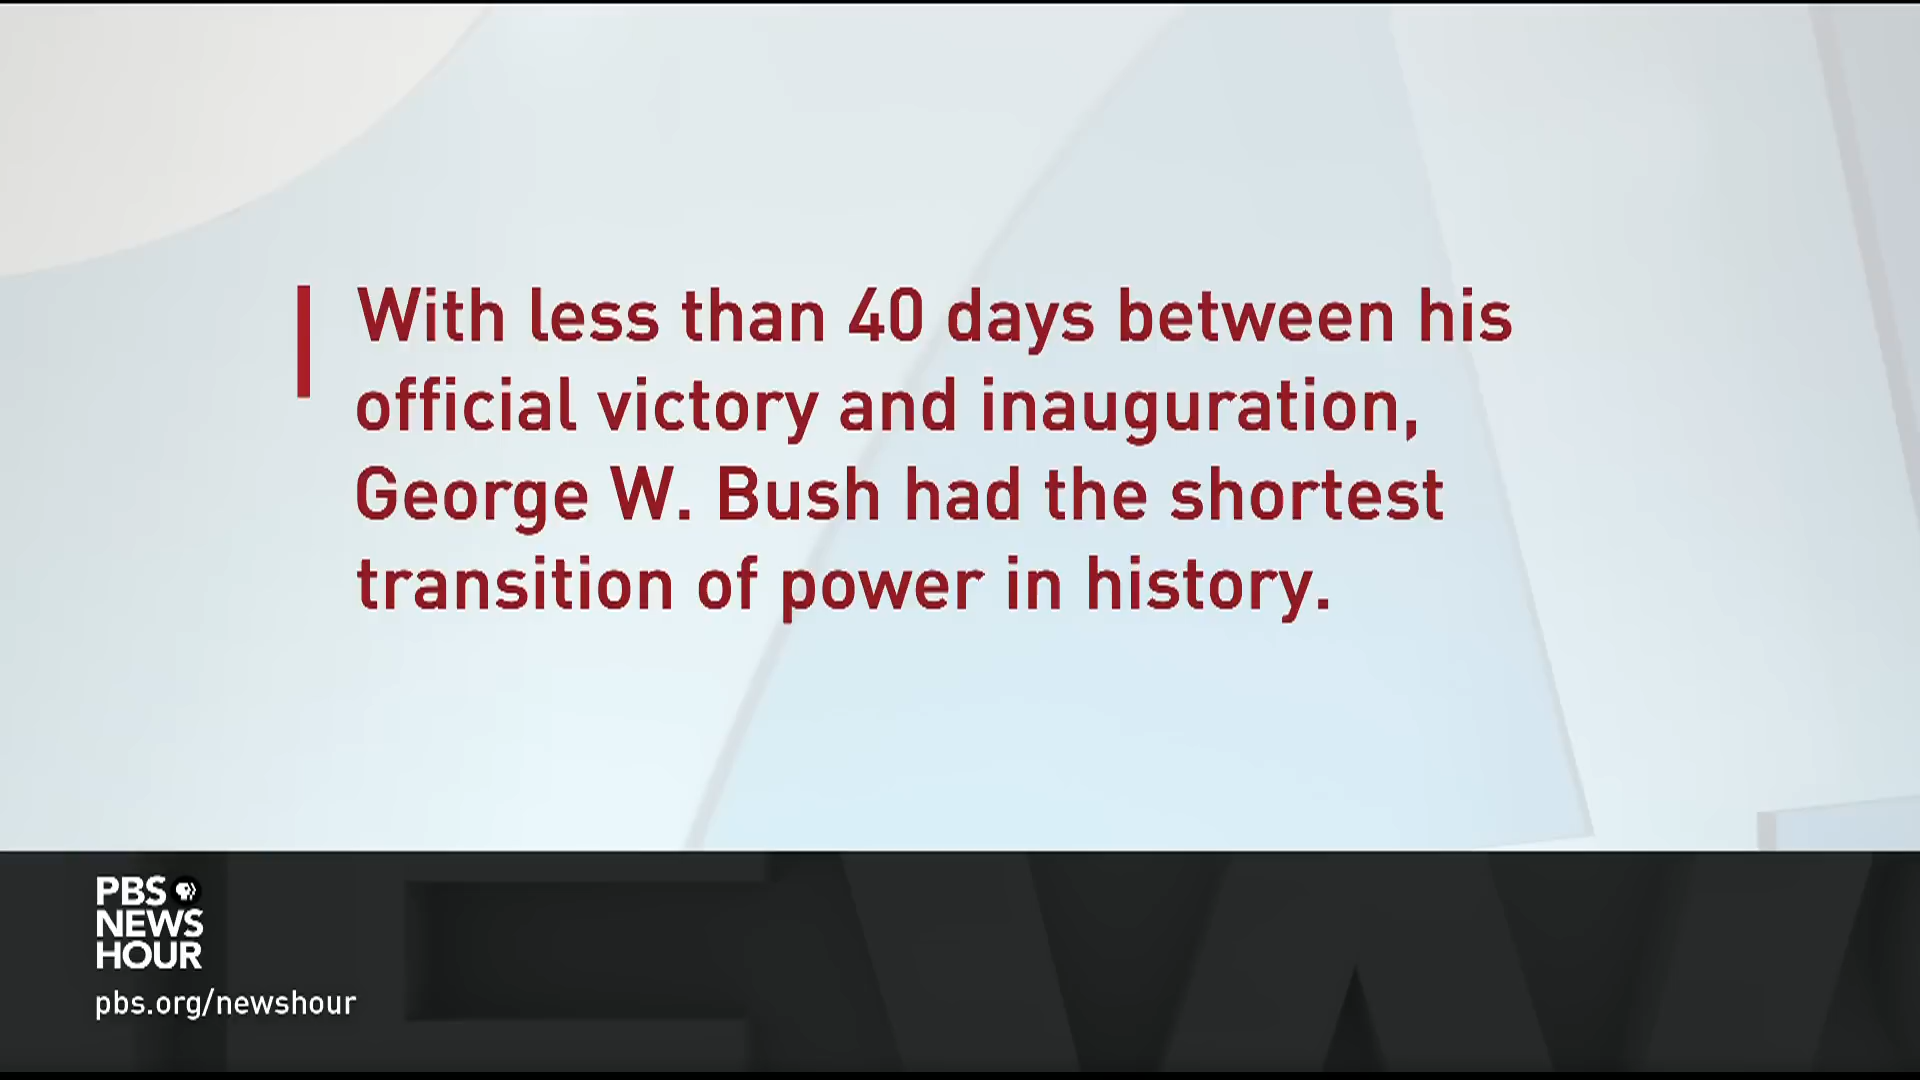 With less than 40 days between his
official victory and inauguration,
George W. Bush had the shortest
transition of power in history.
PBS
NEWS
HOUR
pbs.org/newshour